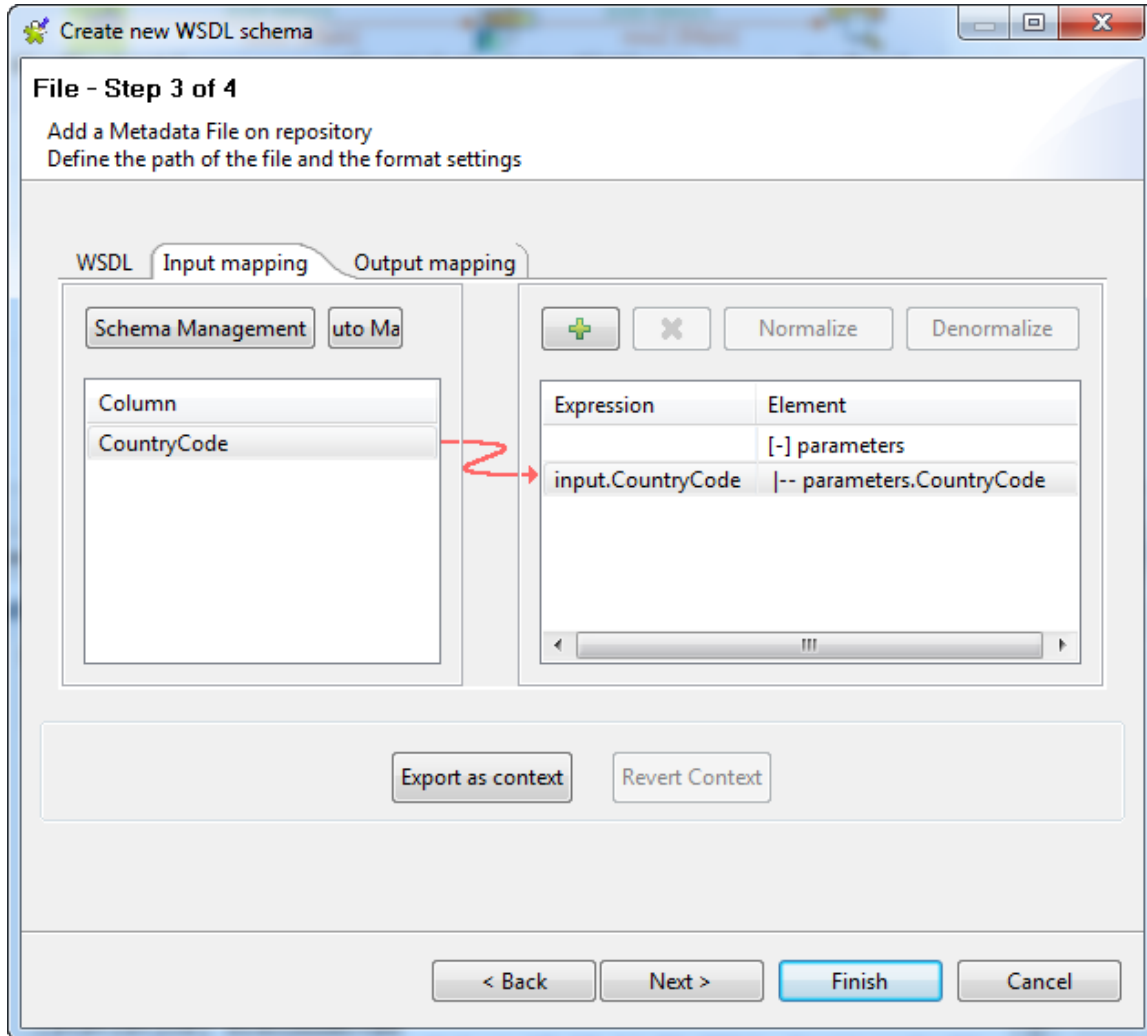 Create new WSDL schema
File - Step 3 of 4
Add a Metadata File on repository
Define the path of the file and the format settings
WSDL Input mapping Output mapping
Schema Management uto Ma Normalize Denormalize
Column
CountryCode
Expression Element
[-] parameters
input.CountryCode |-- parameters.CountryCode
Export as context Revert Context
< Back Next > Finish Cancel